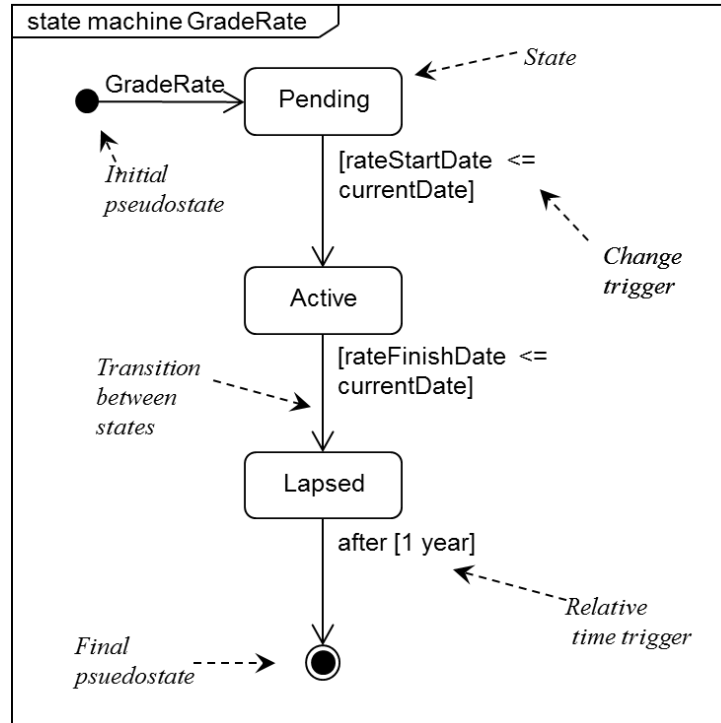 state machine GradeRate
State
GradeRate
Pending
Initial
pseudostate
[rateStartDate <=
currentDate]
Change
trigger
Active
[rateFinishDate <=
currentDate]
Transition
between
states
Lapsed
after [1 year]
Relative
time trigger
Final
psuedostate